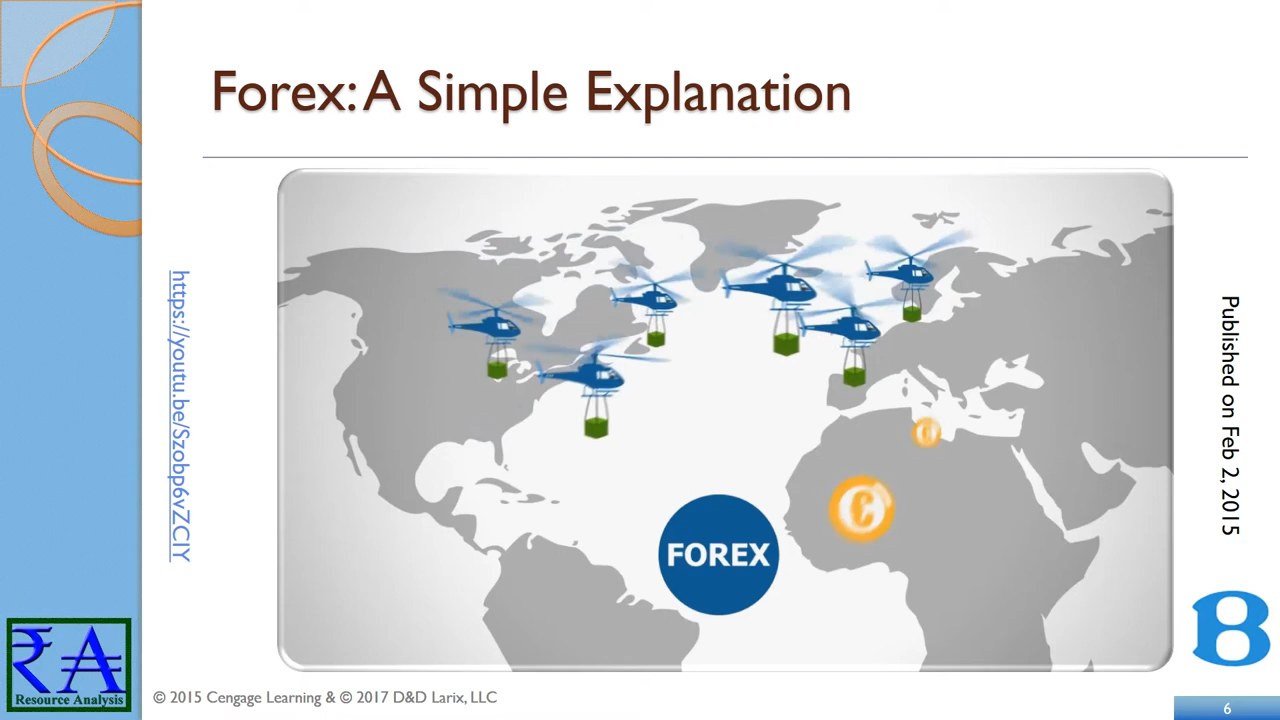 Forex: A Simple Explanation
https://youtu.be/Szobp6vZCIY
FOREX
Published on Feb 2, 2015
8
₹A
Resource Analysis
© 2015 Cengage Learning & © 2017 D&D Larix, LLC
6